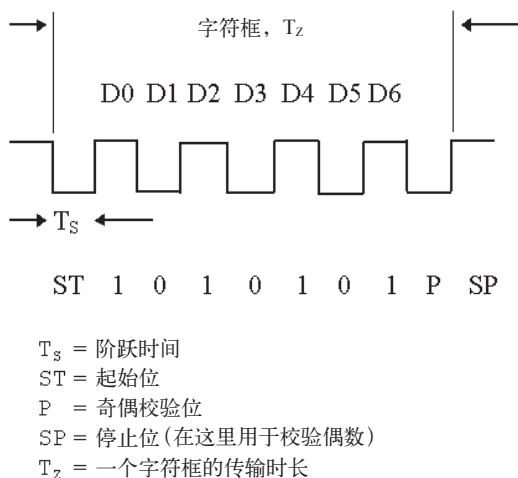 字符框，Tz
D0 D1 D2 D3 D4 D5 D6
Ts
ST 1 0 1 0 1 0 1 P SP
Ts = 阶跃时间
ST = 起始位
P = 奇偶校验位
SP = 停止位(在这里用于校验偶数)
Tz = 一个字符框的传输时长